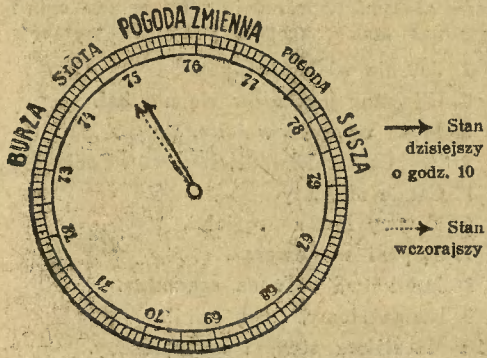 POGODA ZMIENNA
SŁOTA
POGODA
BURZA
SUSZA
73
74
75
76
77
78
79
67
68
69
70
71
72
Stan
dzisiejszy
o godz. 10
Stan
wczorajszy